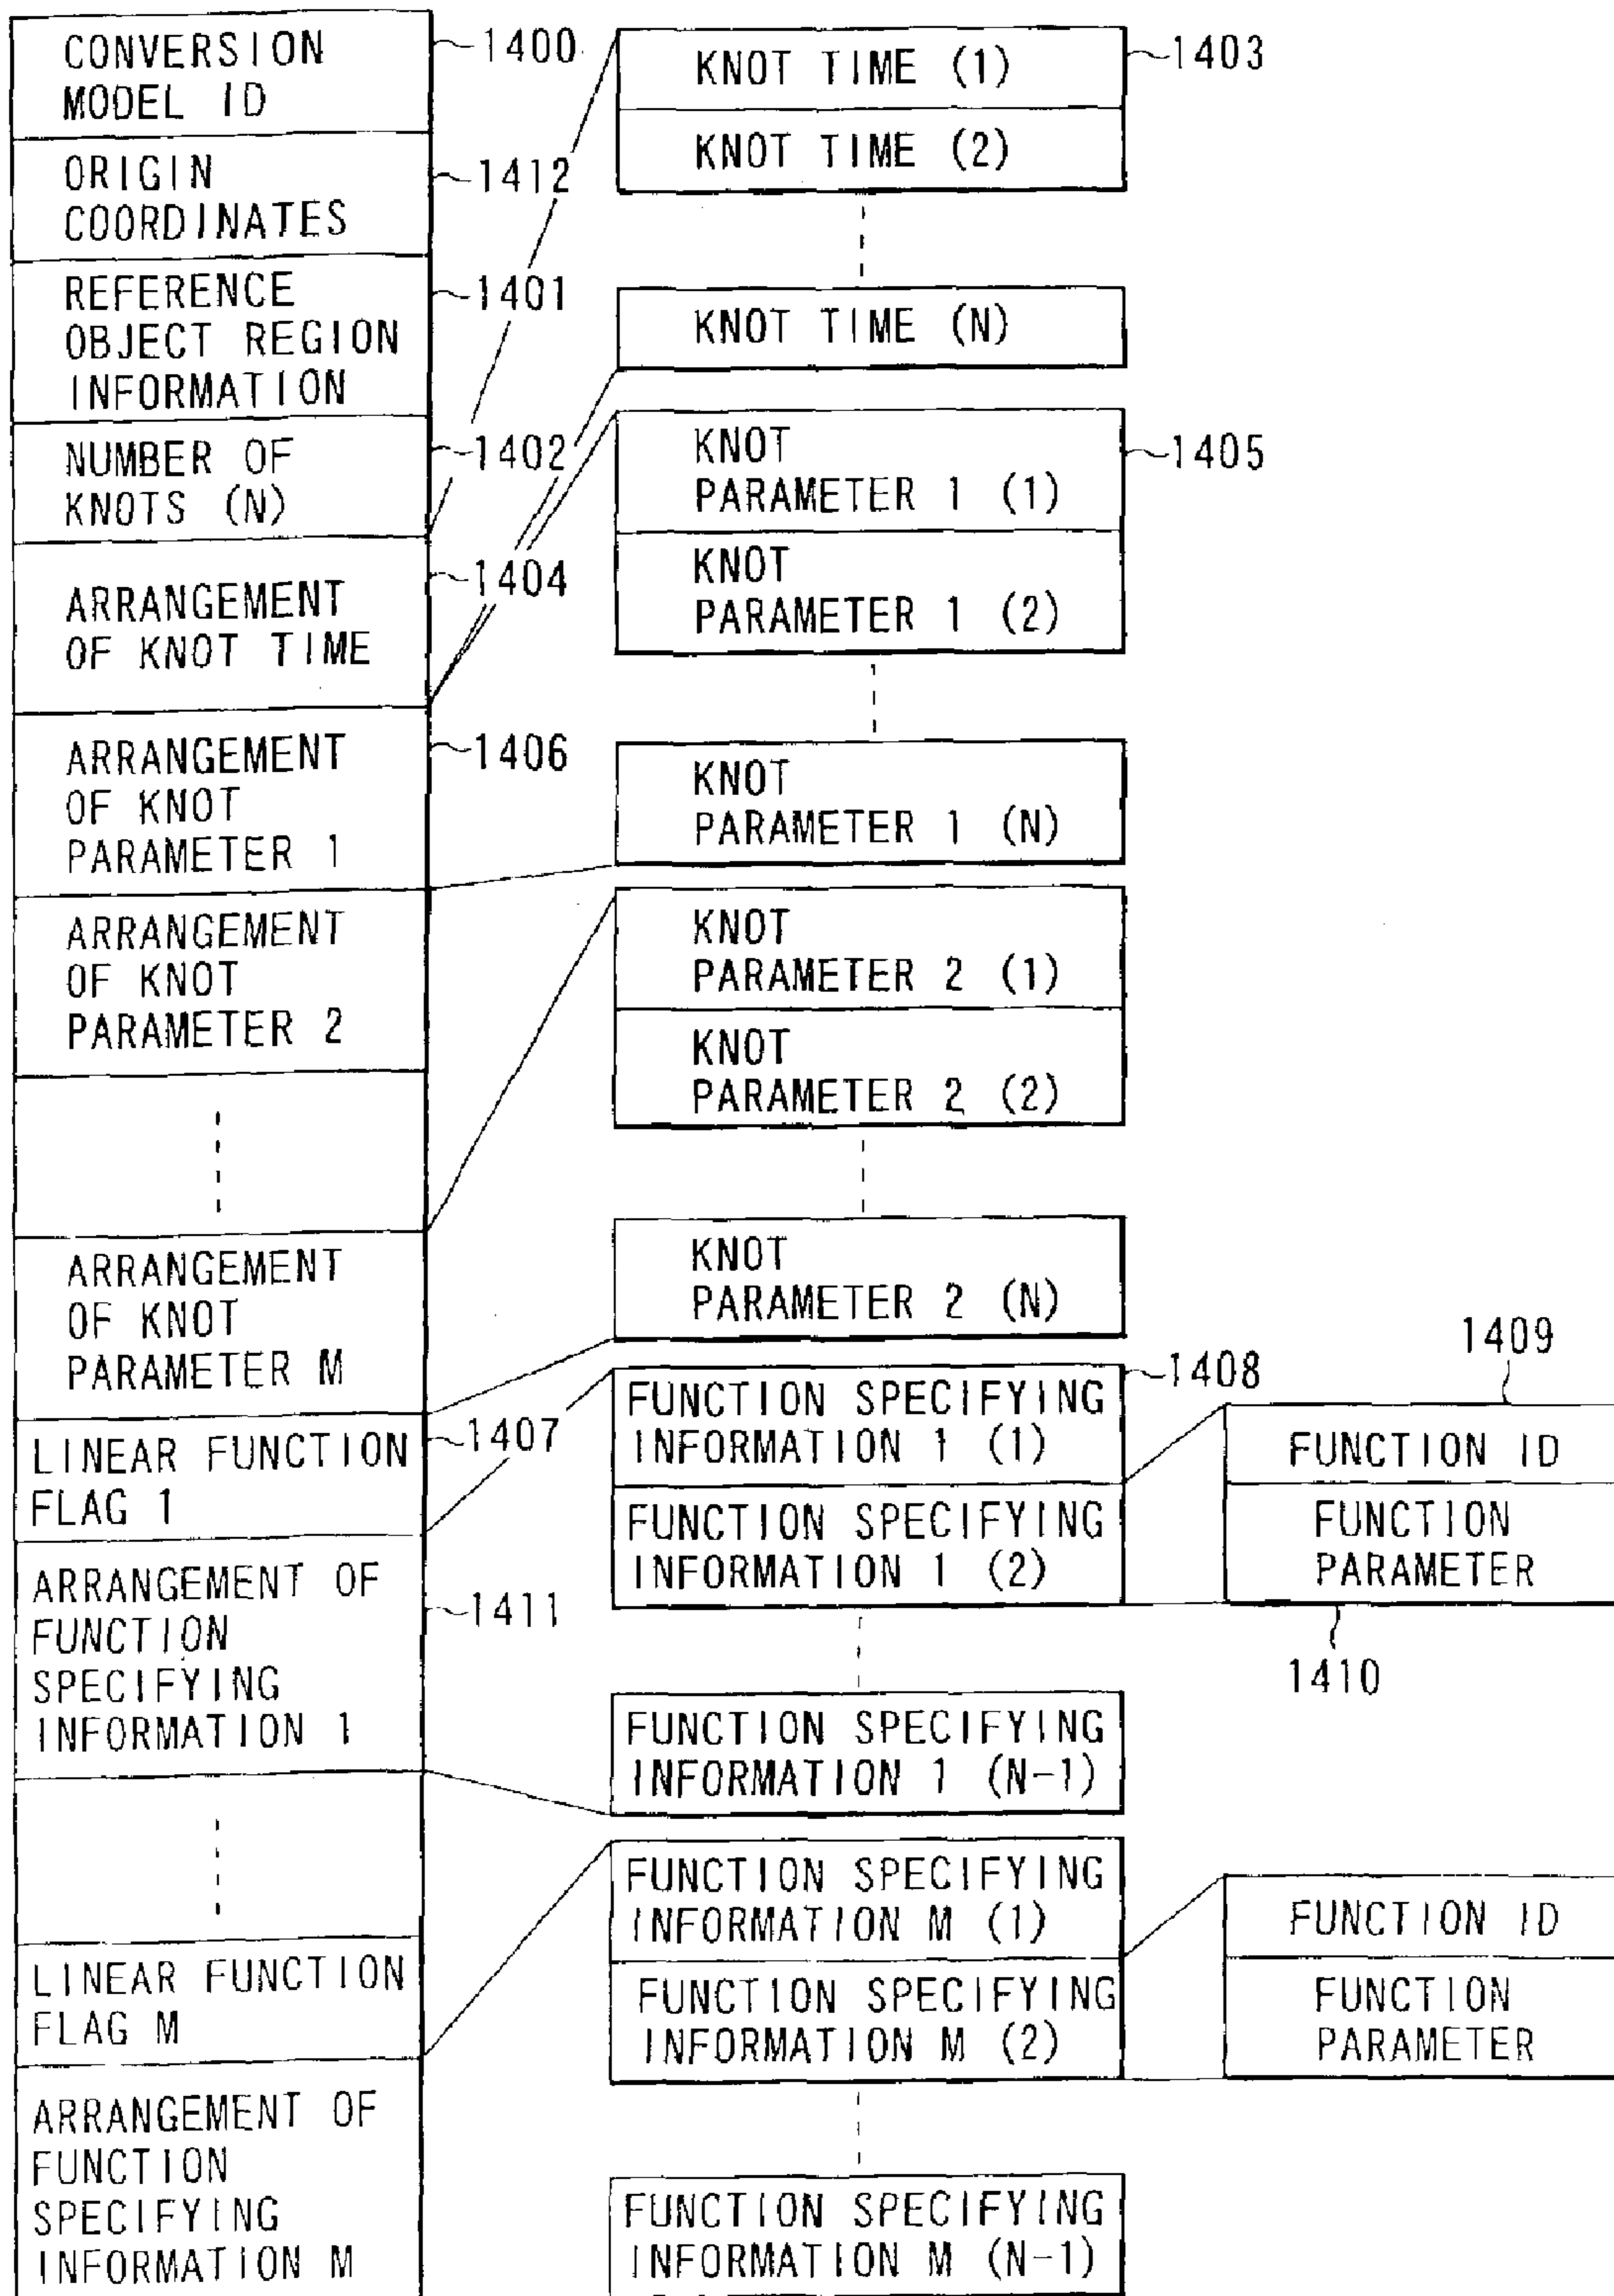 CONVERSION
MODEL ID
1400
ORIGIN
COORDINATES
1412
REFERENCE
OBJECT REGION
INFORMATION
1401
NUMBER OF
KNOTS (N)
1402
ARRANGEMENT
OF KNOT TIME
1404
ARRANGEMENT
OF KNOT
PARAMETER 1
1406
ARRANGEMENT
OF KNOT
PARAMETER 2
ARRANGEMENT
OF KNOT
PARAMETER M
LINEAR FUNCTION
FLAG 1
1407
ARRANGEMENT OF
FUNCTION
SPECIFYING
INFORMATION 1
1411
LINEAR FUNCTION
FLAG M
ARRANGEMENT OF
FUNCTION
SPECIFYING
INFORMATION M
KNOT TIME (1)
1403
KNOT TIME (2)
KNOT TIME (N)
KNOT
PARAMETER 1 (1)
1405
KNOT
PARAMETER 1 (2)
KNOT
PARAMETER 1 (N)
KNOT
PARAMETER 2 (1)
KNOT
PARAMETER 2 (2)
KNOT
PARAMETER 2 (N)
FUNCTION SPECIFYING
INFORMATION 1 (1)
1408
FUNCTION SPECIFYING
INFORMATION 1 (2)
FUNCTION SPECIFYING
INFORMATION 1 (N-1)
FUNCTION SPECIFYING
INFORMATION M (1)
FUNCTION SPECIFYING
INFORMATION M (2)
FUNCTION SPECIFYING
INFORMATION M (N-1)
1409
FUNCTION ID
FUNCTION
PARAMETER
1410
FUNCTION ID
FUNCTION
PARAMETER